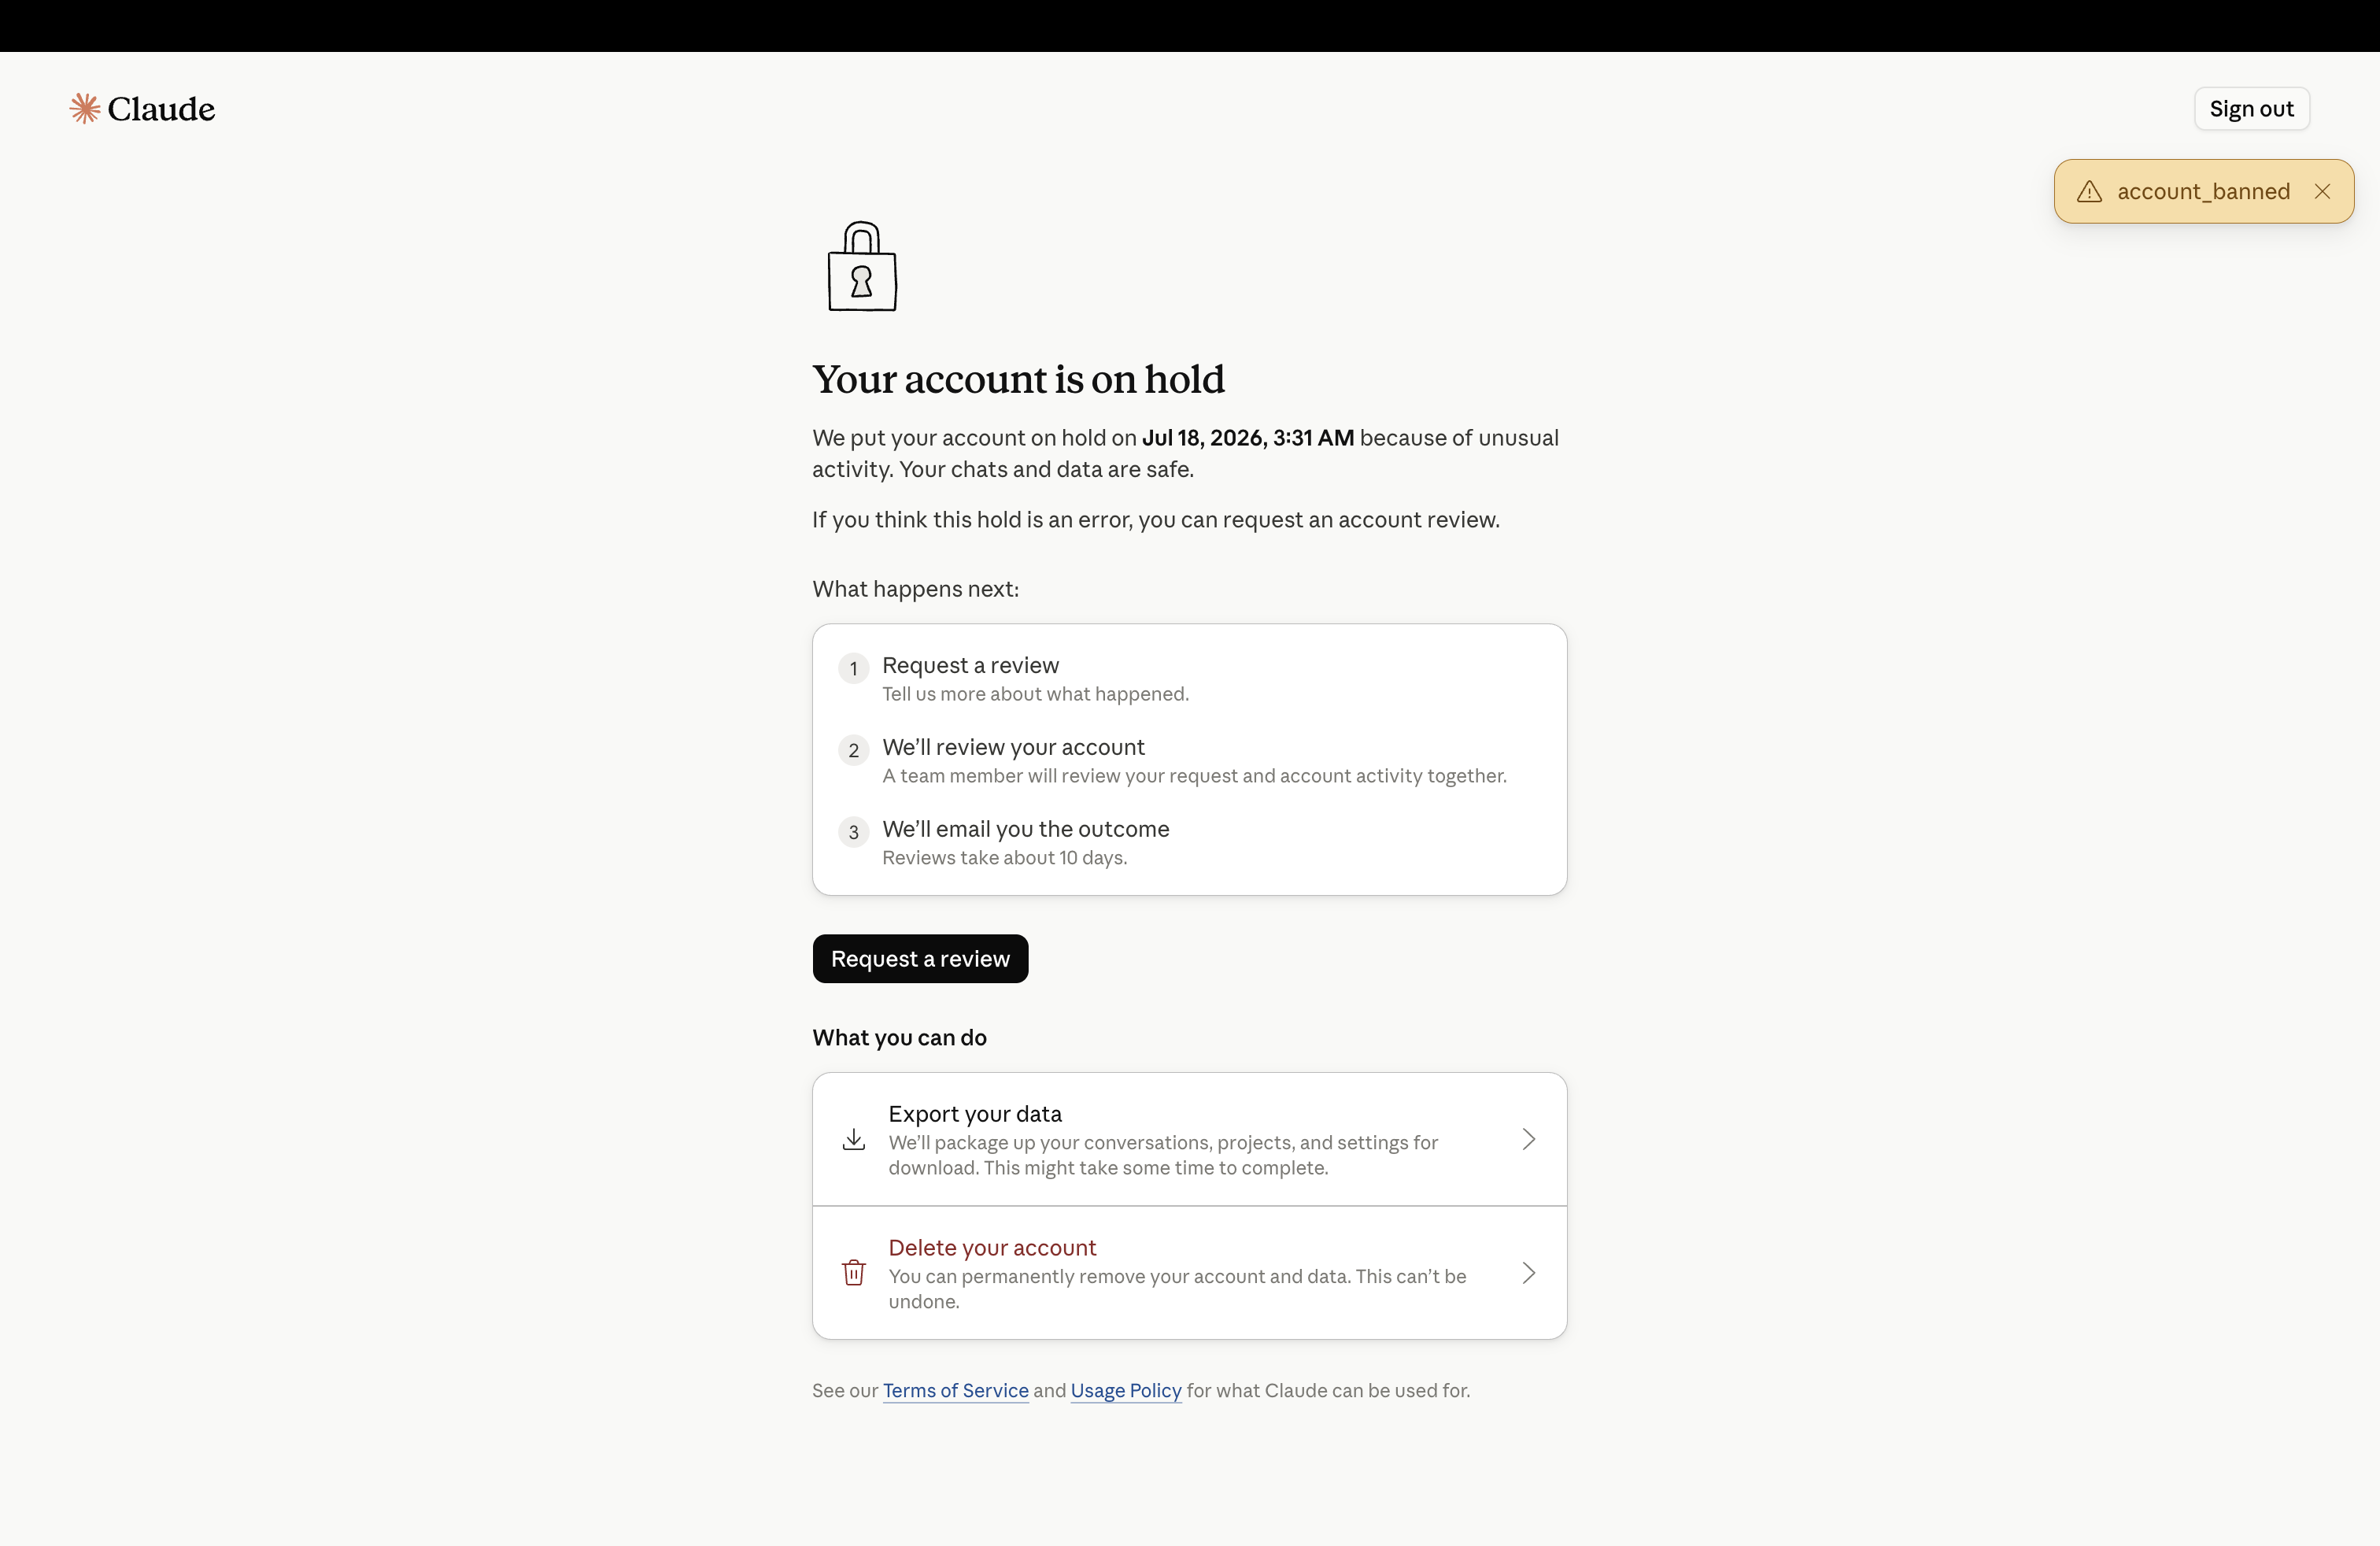 Claude
Sign out
account_banned
Your account is on hold
We put your account on hold on Jul 18, 2026, 3:31 AM because of unusual
activity. Your chats and data are safe.
If you think this hold is an error, you can request an account review.
What happens next:
1 Request a review
Tell us more about what happened.
2 We’ll review your account
A team member will review your request and account activity together.
3 We’ll email you the outcome
Reviews take about 10 days.
Request a review
What you can do
Export your data
We’ll package up your conversations, projects, and settings for
download. This might take some time to complete.
Delete your account
You can permanently remove your account and data. This can’t be
undone.
See our Terms of Service and Usage Policy for what Claude can be used for.